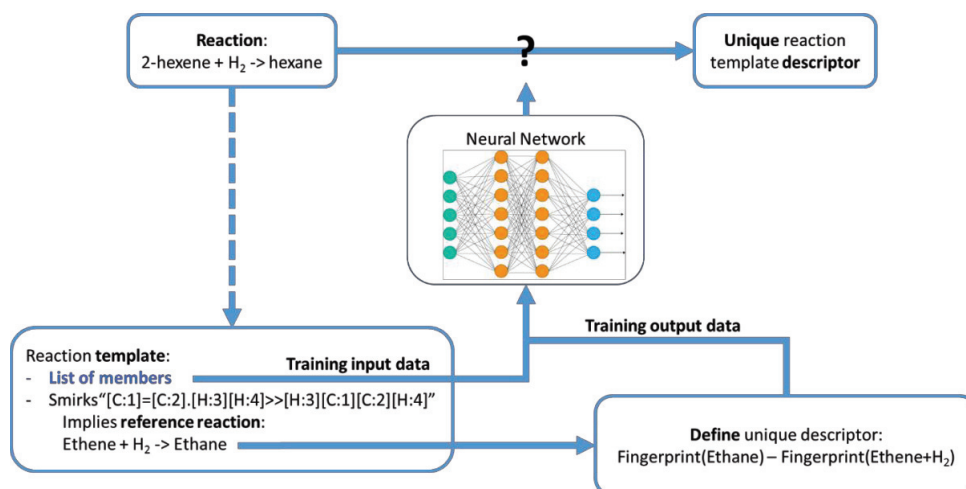 Reaction:
2-hexene + H₂ -> hexane
?
Unique reaction
template descriptor
Neural Network
Training output data
Reaction template:
- List of members
Training input data
- Smirks“[C:1]=[C:2].[H:3][H:4]>>[H:3][C:1][C:2][H:4]”
Implies reference reaction:
Ethene + H₂ -> Ethane
Define unique descriptor:
Fingerprint(Ethane) – Fingerprint(Ethene+H₂)